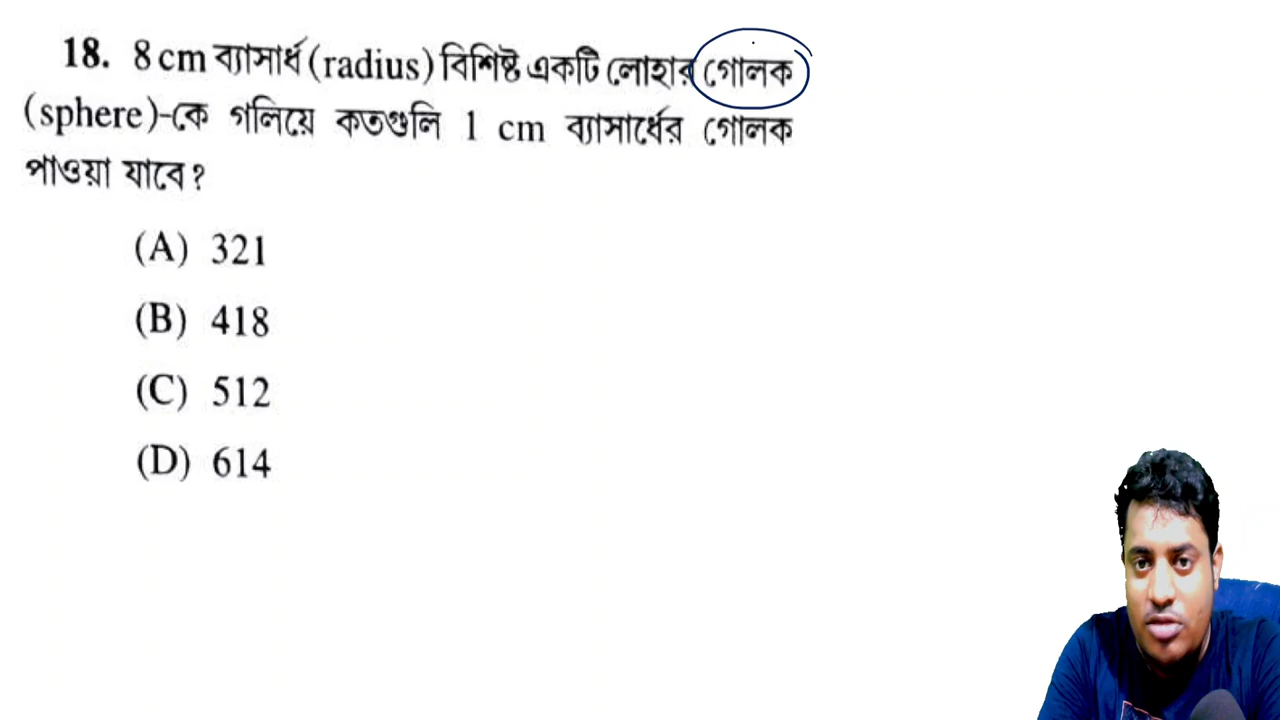 18. 8 cm ব্যাসার্ধ (radius) বিশিষ্ট একটি লোহার গোলক
(sphere)-কে গলিয়ে কতগুলি 1 cm ব্যাসার্ধের গোলক
পাওয়া যাবে?
(A) 321
(B) 418
(C) 512
(D) 614